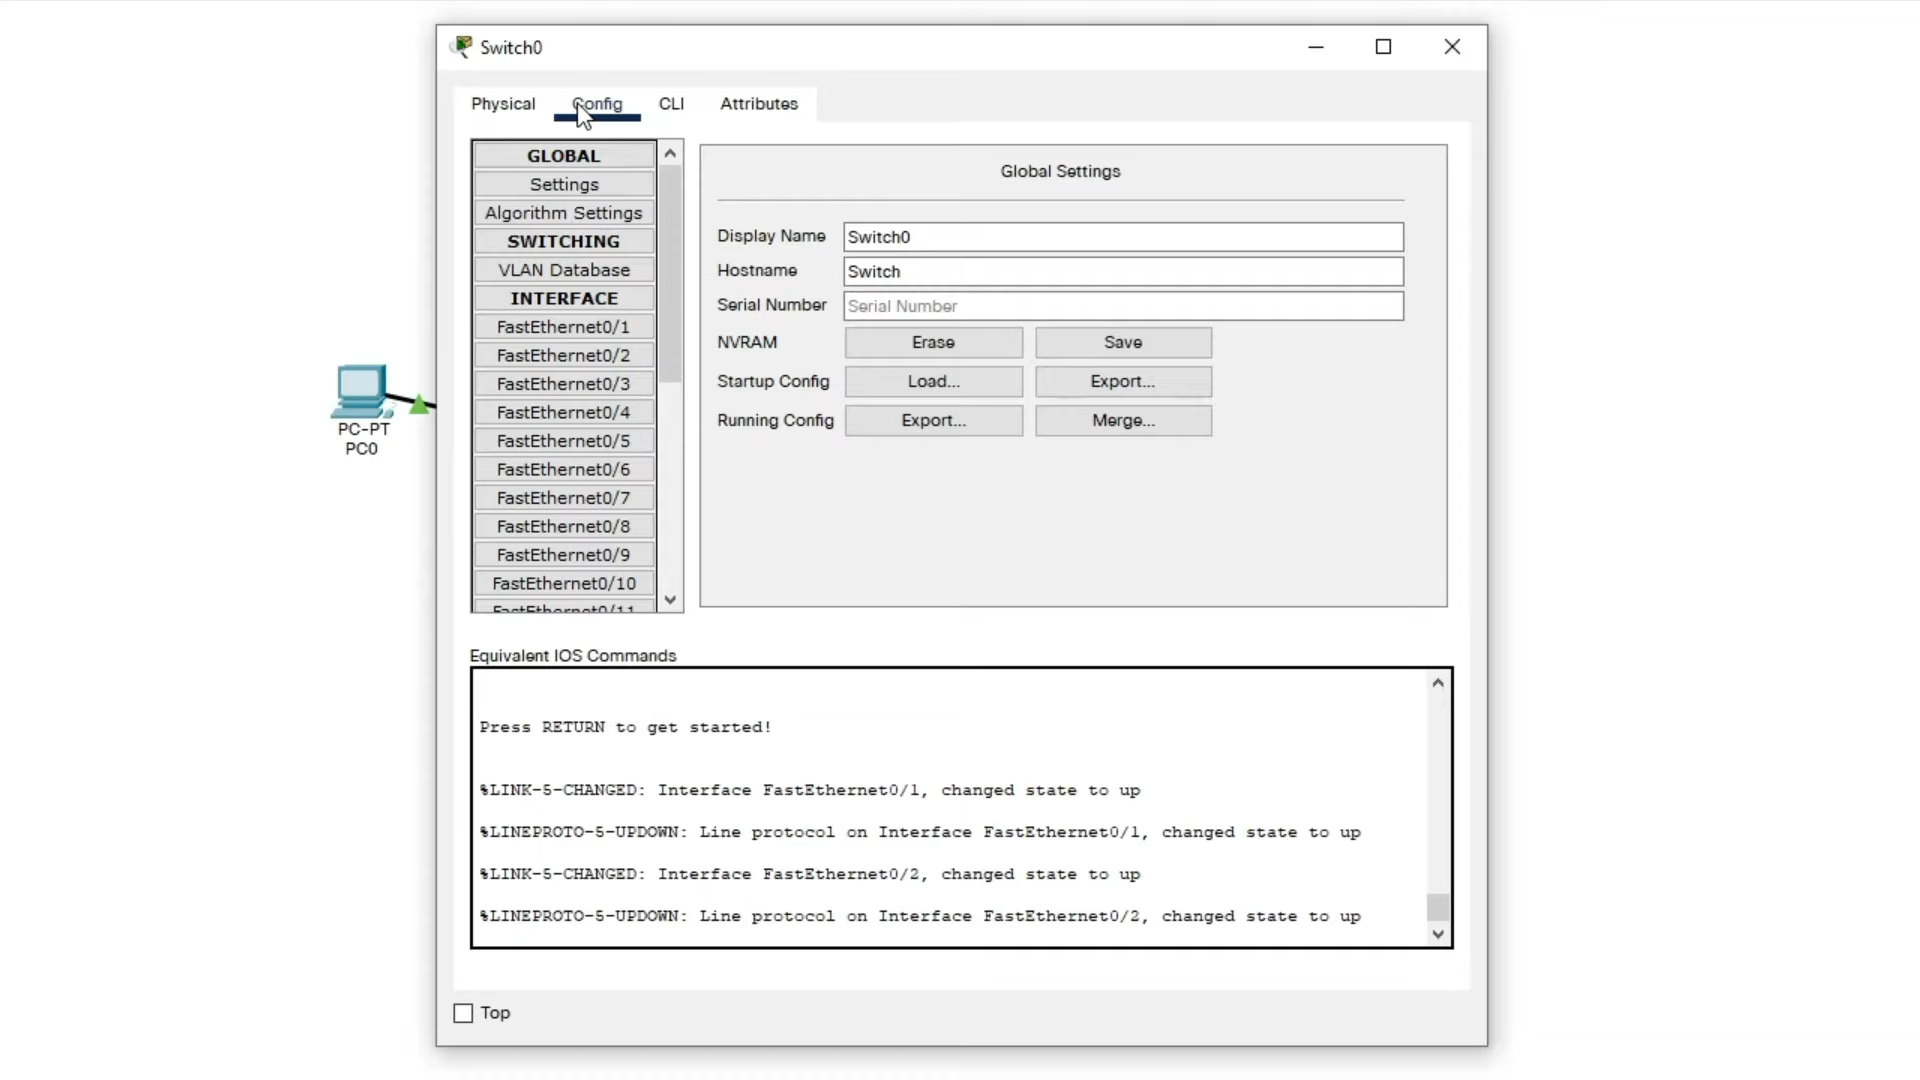 Switch0
Physical Config CLI Attributes
GLOBAL
Settings
Algorithm Settings
SWITCHING
VLAN Database
INTERFACE
FastEthernet0/1
FastEthernet0/2
FastEthernet0/3
FastEthernet0/4
FastEthernet0/5
FastEthernet0/6
FastEthernet0/7
FastEthernet0/8
FastEthernet0/9
FastEthernet0/10
FastEthernet0/11
Global Settings
Display Name Switch0
Hostname Switch
Serial Number Serial Number
NVRAM Erase Save
Startup Config Load... Export...
Running Config Export... Merge...
PC-PT
PC0
Equivalent IOS Commands
Press RETURN to get started!
%LINK-5-CHANGED: Interface FastEthernet0/1, changed state to up
%LINEPROTO-5-UPDOWN: Line protocol on Interface FastEthernet0/1, changed state to up
%LINK-5-CHANGED: Interface FastEthernet0/2, changed state to up
%LINEPROTO-5-UPDOWN: Line protocol on Interface FastEthernet0/2, changed state to up
Top